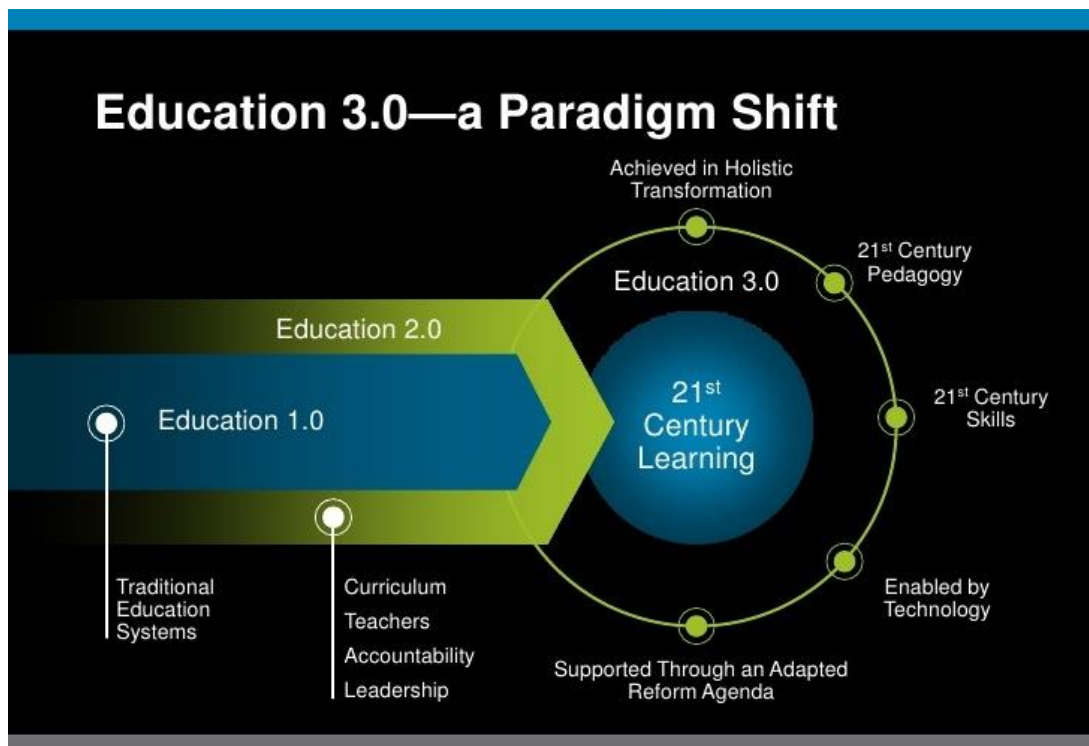 Education 3.0—a Paradigm Shift
Achieved in Holistic
Transformation
21st Century
Pedagogy
Education 3.0
Education 2.0
21st
Century
Learning
21st Century
Skills
Education 1.0
Traditional
Education
Systems
Curriculum
Teachers
Accountability
Leadership
Enabled by
Technology
Supported Through an Adapted
Reform Agenda